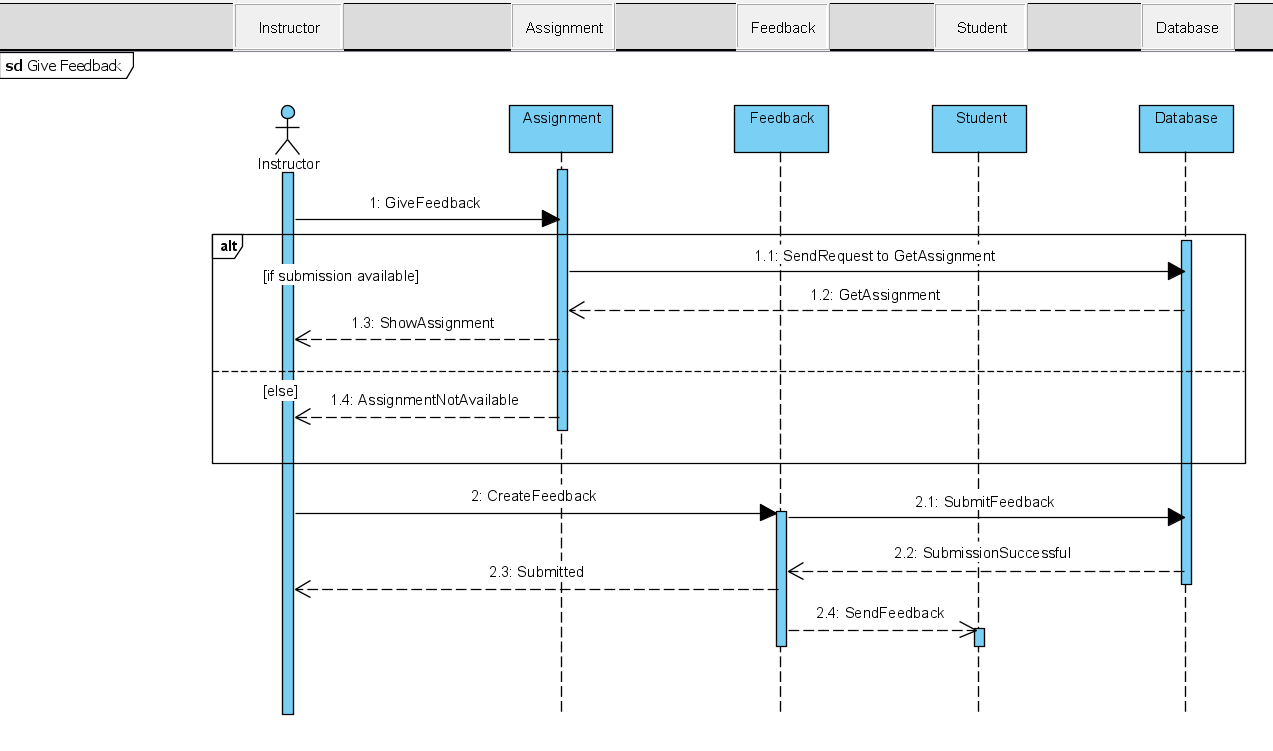 Instructor
Assignment
Feedback
Student
Database
sd Give Feedback
Assignment
Feedback
Student
Database
Instructor
1: GiveFeedback
alt
[if submission available]
1.1: SendRequest to GetAssignment
1.2: GetAssignment
1.3: ShowAssignment
[else]
1.4: AssignmentNotAvailable
2: CreateFeedback
2.1: SubmitFeedback
2.2: SubmissionSuccessful
2.3: Submitted
2.4: SendFeedback